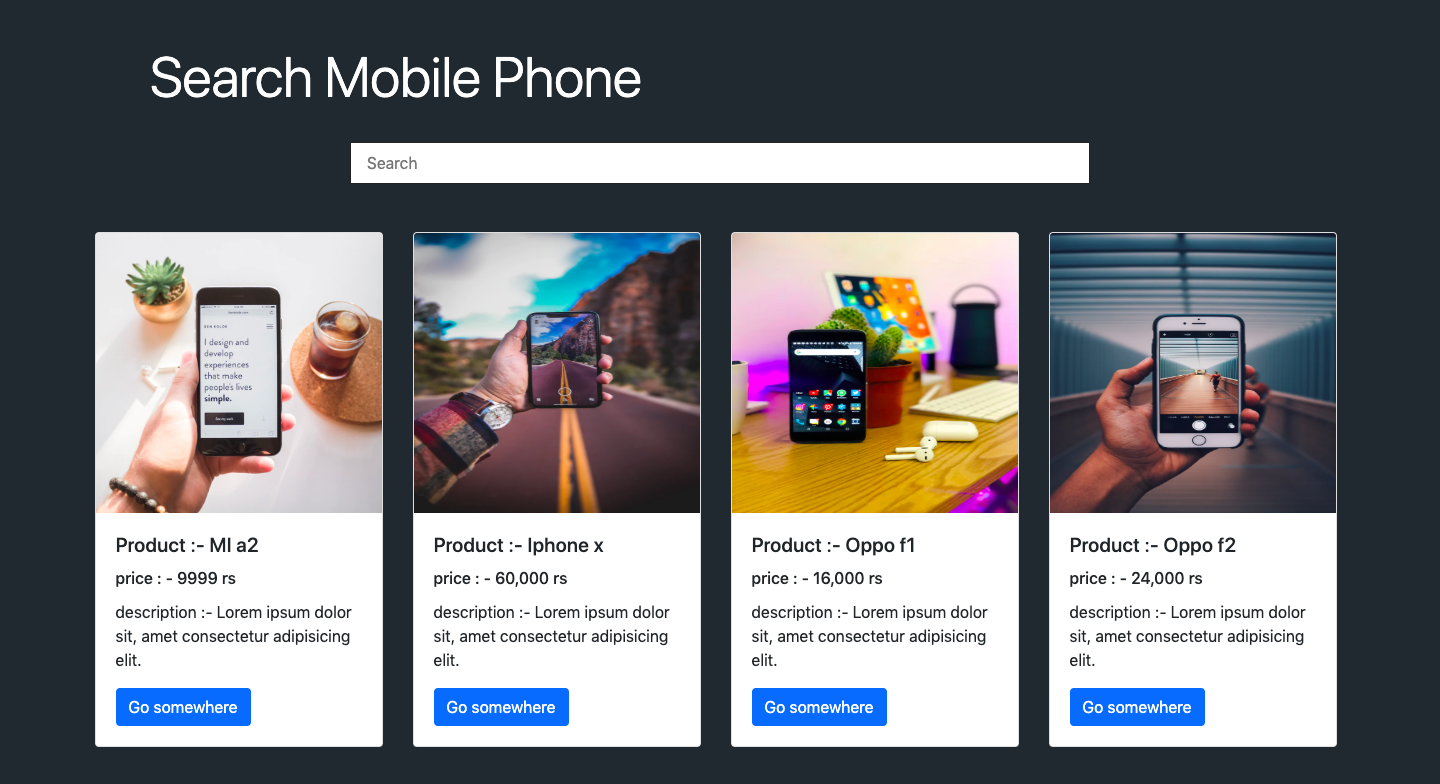 Search Mobile Phone
Search
I design and
develop
experiences
that make
people's lives
simple.
Product :- MI a2
price : - 9999 rs
description :- Lorem ipsum dolor
sit, amet consectetur adipisicing
elit.
Go somewhere
Product :- Iphone x
price : - 60,000 rs
description :- Lorem ipsum dolor
sit, amet consectetur adipisicing
elit.
Go somewhere
Product :- Oppo f1
price : - 16,000 rs
description :- Lorem ipsum dolor
sit, amet consectetur adipisicing
elit.
Go somewhere
Product :- Oppo f2
price : - 24,000 rs
description :- Lorem ipsum dolor
sit, amet consectetur adipisicing
elit.
Go somewhere